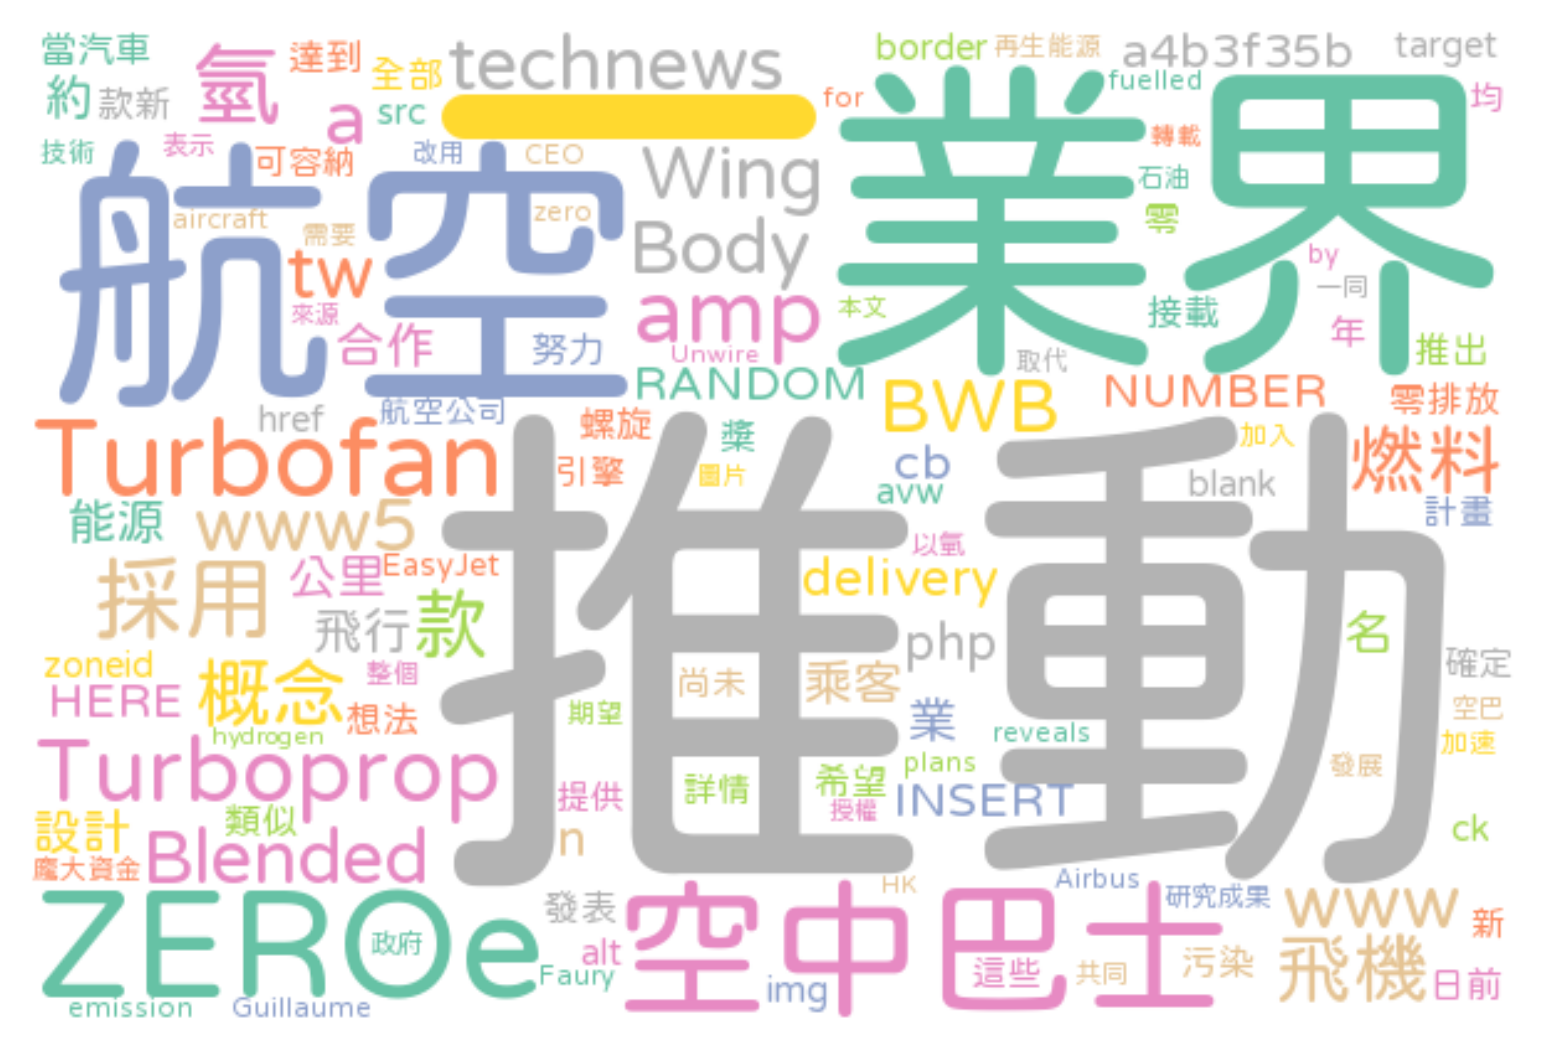 當汽車
約
款新
氫
達到
全部
technews
border
再生能源
a4b3f35b
target
a
src
for
fuelled
均
業界
技術
表示
可容納
改用
CEO
Wing
轉載
石油
航空
aircraft
需要
zero
Body
零
tw
來源
合作
努力
amp
Unwire
本文
by
一同
接載
年
推出
取代
RANDOM
BWB
NUMBER
零排放
href
航空公司
Turbofan
螺旋
槳
引擎
圖片
cb
avw
加入
blank
燃料
計畫
能源
www5
推動
以氫
採用
公里
EasyJet
delivery
飛行
款
php
名
確定
zoneid
HERE
概念
整個
想法
hydrogen
尚未
乘客
期望
業
reveals
空巴
加速
Turboprop
提供
詳情
希望
plans
授權
INSERT
發展
設計
類似
n
ck
龐大資金
Blended
HK
Airbus
研究成果
ZEROe
政府
發表
alt
Faury
空中巴士
這些
共同
污染
www
飛機
新
日前
emission
Guillaume
img